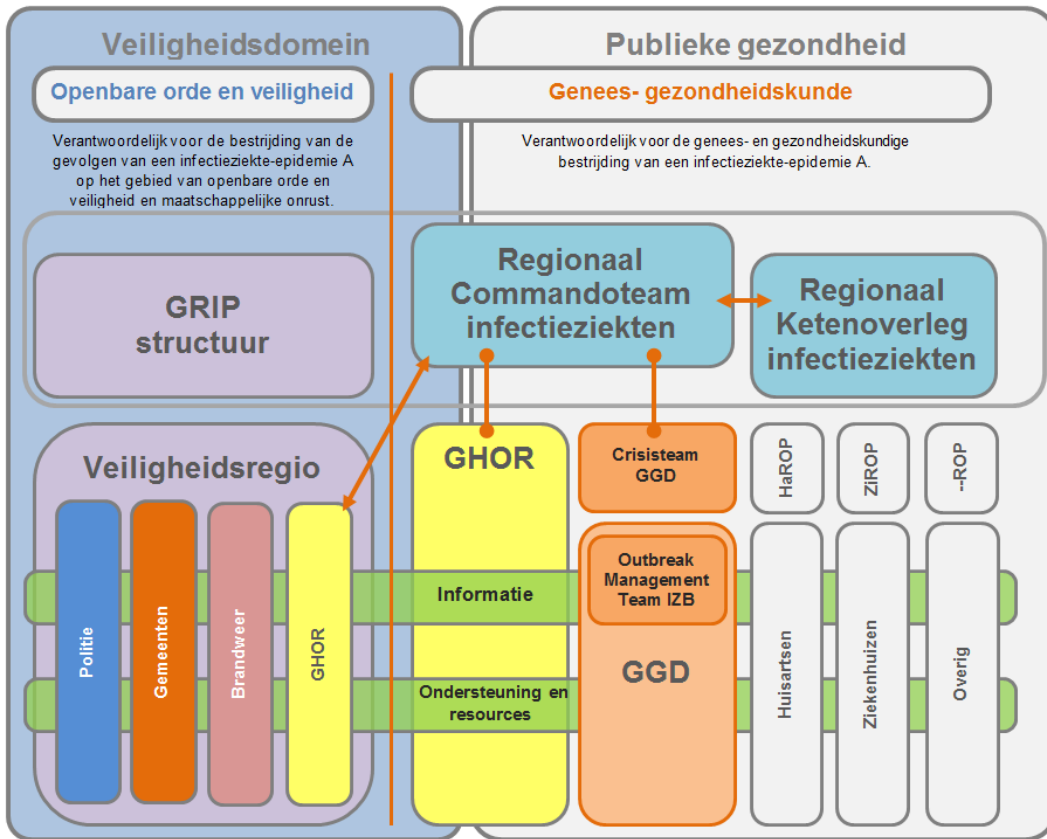 Veiligheidsdomein
Publieke gezondheid
Openbare orde en veiligheid
Genees- gezondheidskunde
Verantwoordelijk voor de bestrijding van de
gevolgen van een infectieziekte-epidemie A
op het gebied van openbare orde en
veiligheid en maatschappelijke onrust.
Verantwoordelijk voor de genees- en gezondheidskundige
bestrijding van een infectieziekte-epidemie A.
GRIP
structuur
Regionaal
Commandoteam
infectieziekten
Regionaal
Ketenoverleg
infectieziekten
Veiligheidsregio
Politie
Gemeenten
Brandweer
GHOR
GHOR
Informatie
Ondersteuning en
resources
Crisisteam
GGD
Outbreak
Management
Team IZB
GGD
HaROP
ZiROP
--ROP
Huisartsen
Ziekenhuizen
Overig